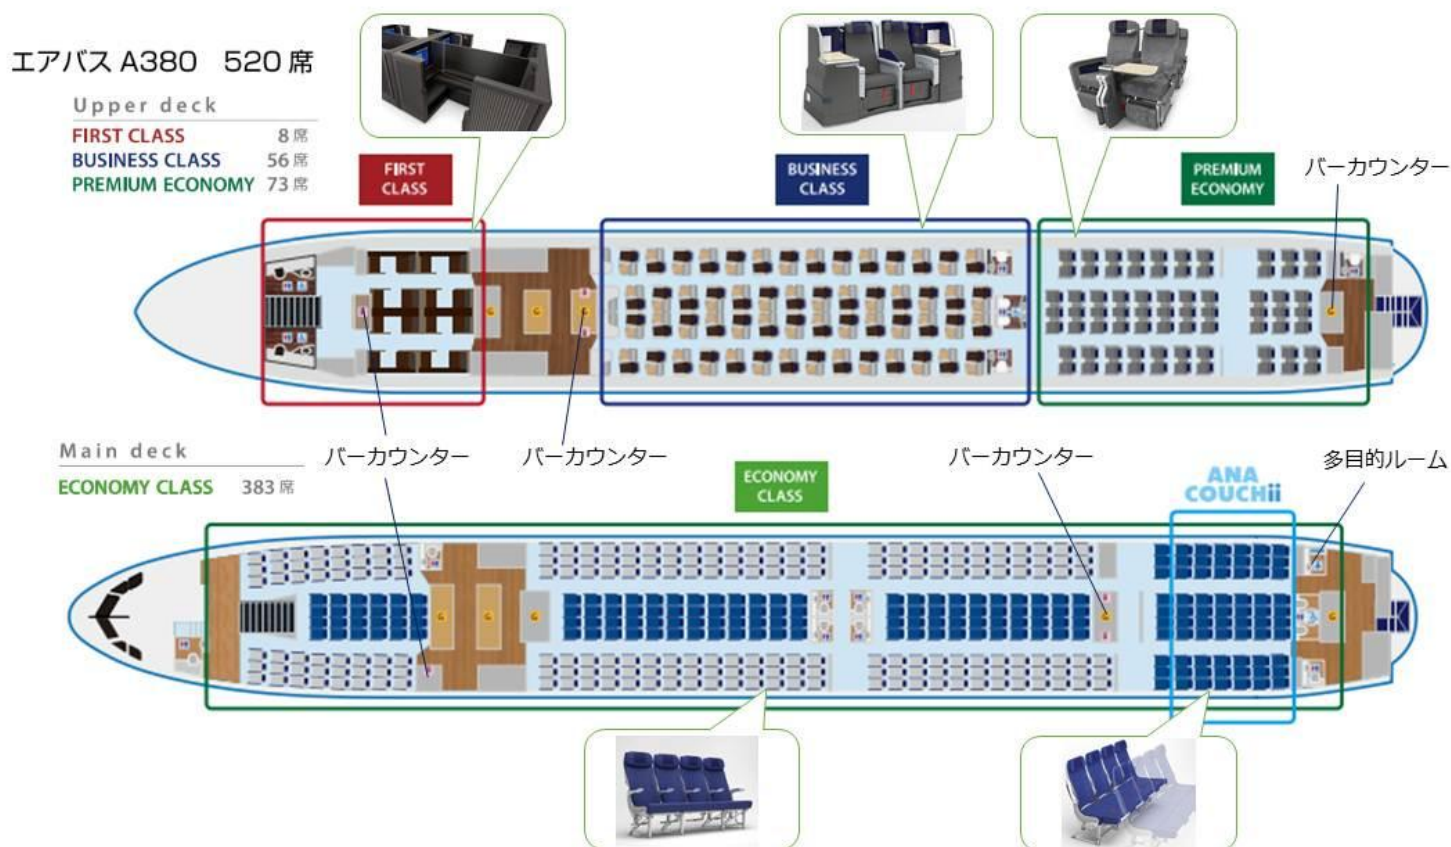 エアバス A380 520 席
Upper deck
FIRST CLASS 8 席
BUSINESS CLASS 56 席
PREMIUM ECONOMY 73 席
FIRST
CLASS
BUSINESS
CLASS
PREMIUM
ECONOMY
バーカウンター
Main deck
ECONOMY CLASS 383 席
バーカウンター
バーカウンター
ECONOMY
CLASS
バーカウンター
ANA
COUCHii
多目的ルーム